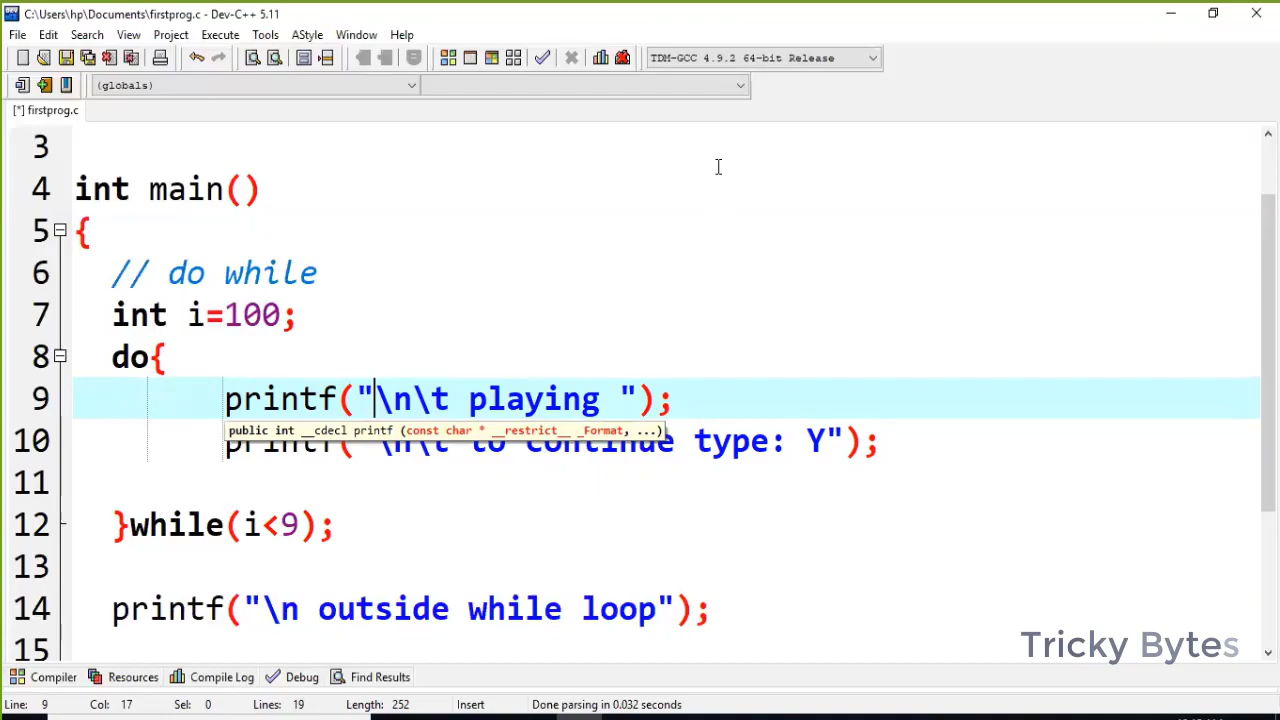 C:\Users\hp\Documents\firstprog.c - Dev-C++ 5.11
File Edit Search View Project Execute Tools AStyle Window Help
TDM-GCC 4.9.2 64-bit Release
(globals)
[*] firstprog.c
3
4 int main()
5 {
6 // do while
7 int i=100;
8 do{
9 printf("\n\t playing ");
public int __cdecl printf (const char * __restrict__ _Format, ...)
10 printf("\n\t to continue type: Y");
11
12 }while(i<9);
13
14 printf("\n outside while loop");
15
Tricky Bytes
Compiler Resources Compile Log Debug Find Results
Line: 9 Col: 17 Sel: 0 Lines: 19 Length: 252 Insert Done parsing in 0.032 seconds